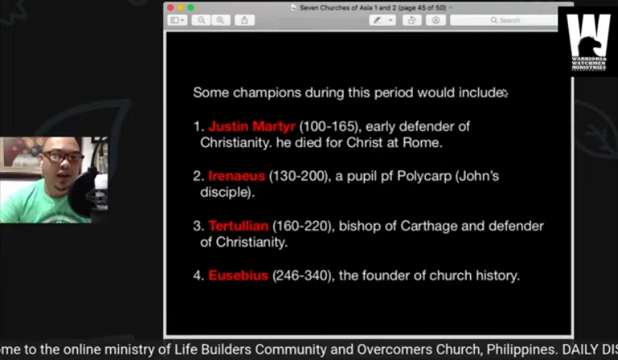 Seven Churches of Asia 1 and 2 (page 45 of 50)
Search
WARRIORS &
WATCHMEN
MINISTRIES
Some champions during this period would include:
1. Justin Martyr (100-165), early defender of
Christianity. he died for Christ at Rome.
2. Irenaeus (130-200), a pupil pf Polycarp (John's
disciple).
3. Tertullian (160-220), bishop of Carthage and defender
of Christianity.
4. Eusebius (246-340), the founder of church history.
ome to the online ministry of Life Builders Community and Overcomers Church, Philippines. DAILY DIS